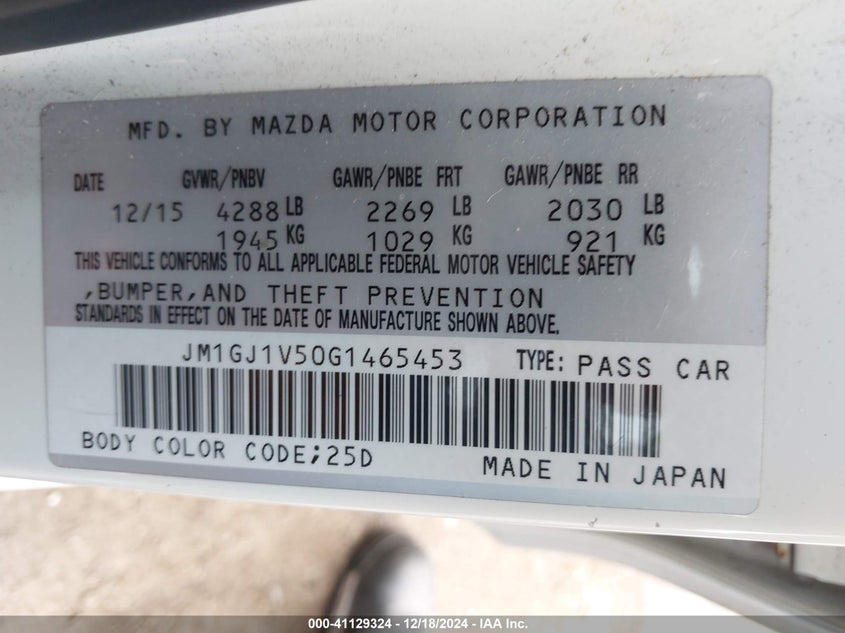 MFD. BY MAZDA MOTOR CORPORATION
DATE GVWR/PNBV GAWR/PNBE FRT GAWR/PNBE RR
12/15 4288 LB 2269 LB 2030 LB
1945 KG 1029 KG 921 KG
THIS VEHICLE CONFORMS TO ALL APPLICABLE FEDERAL MOTOR VEHICLE SAFETY
,BUMPER,AND THEFT PREVENTION
STANDARDS IN EFFECT ON THE DATE OF MANUFACTURE SHOWN ABOVE.
JM1GJ1V50G1465453 TYPE: PASS CAR
BODY COLOR CODE;25D MADE IN JAPAN
000-41129324 - 12/18/2024 - IAA Inc.